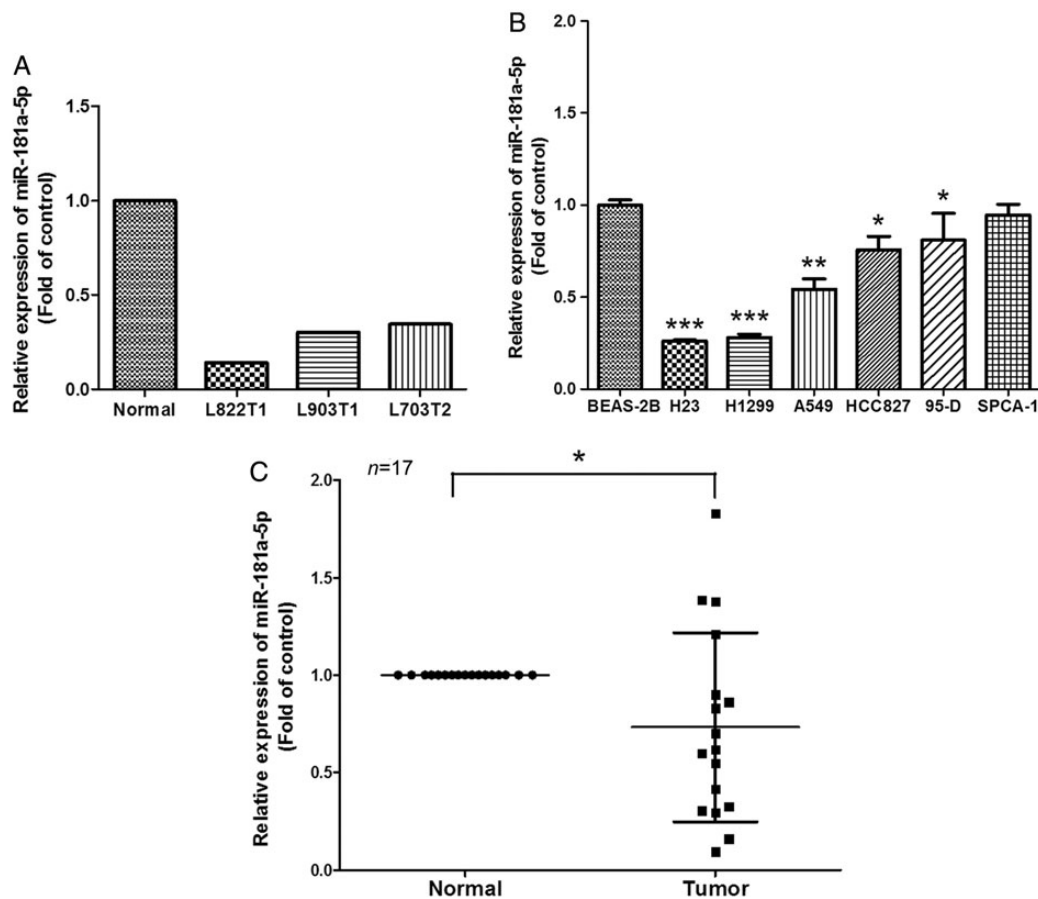 A
Relative expression of miR-181a-5p
(Fold of control)
1.5
1.0
0.5
0.0
Normal L822T1 L903T1 L703T2
B
Relative expression of miR-181a-5p
(Fold of control)
2.0
1.5
1.0
0.5
0.0
*** *** ** * *
BEAS-2B H23 H1299 A549 HCC827 95-D SPCA-1
C
n=17
*
Relative expression of miR-181a-5p
(Fold of control)
2.0
1.5
1.0
0.5
0.0
Normal Tumor